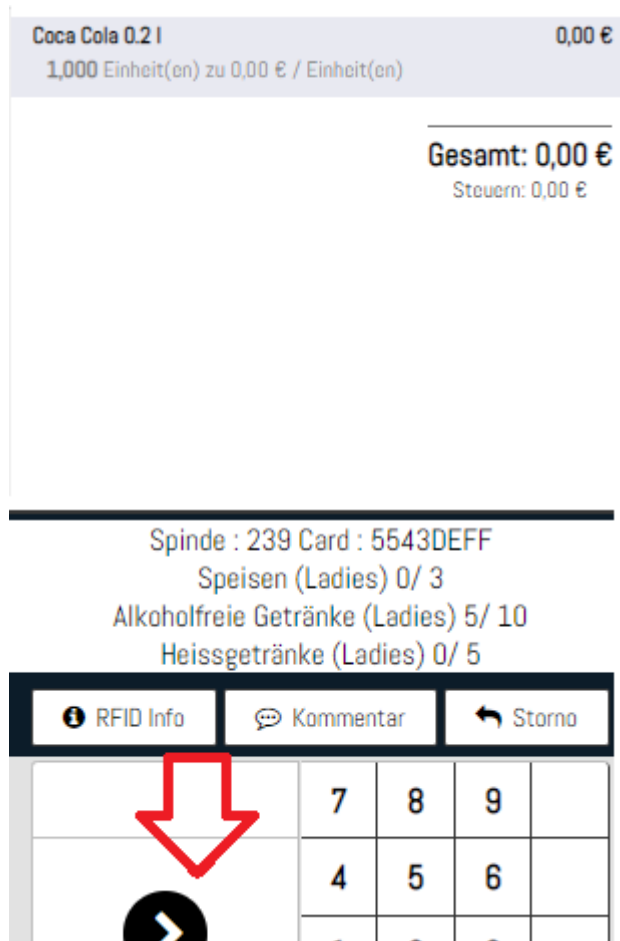 Coca Cola 0.2 l 0,00 €
1,000 Einheit(en) zu 0,00 € / Einheit(en)
Gesamt: 0,00 €
Steuern: 0,00 €
Spinde : 239 Card : 5543DEFF
Speisen (Ladies) 0/ 3
Alkoholfreie Getränke (Ladies) 5/ 10
Heissgetränke (Ladies) 0/ 5
RFID Info Kommentar Storno
7 8 9
4 5 6